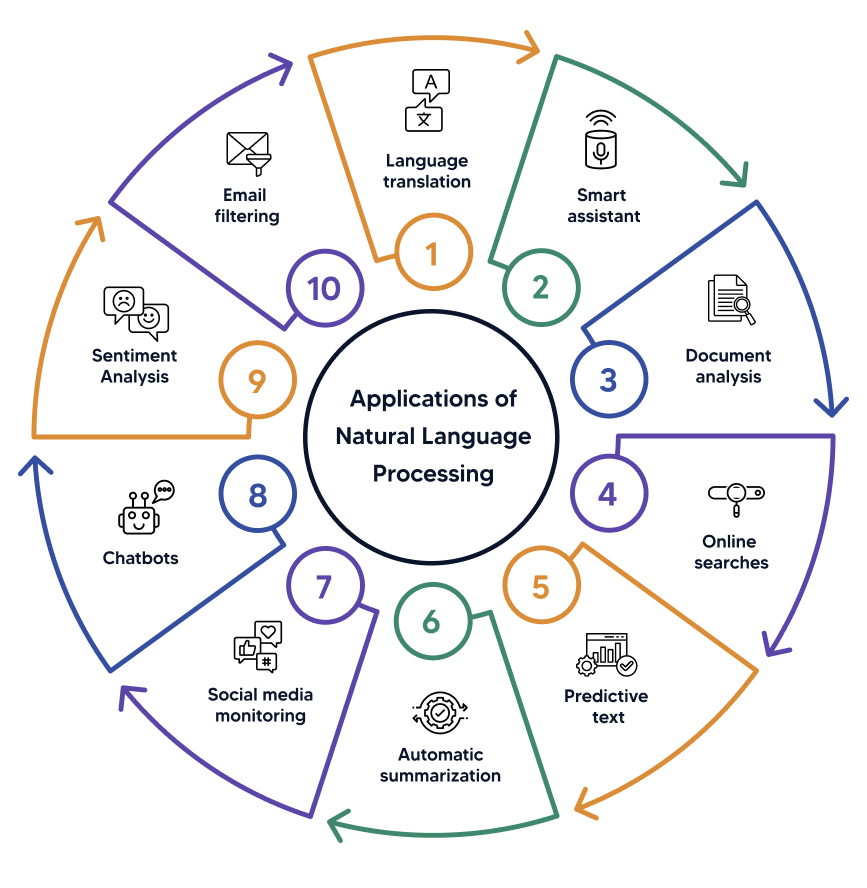 Applications of
Natural Language
Processing
A
文
Language
translation
1
Smart
assistant
2
Document
analysis
3
4
Online
searches
5
Predictive
text
6
Automatic
summarization
7
#
Social media
monitoring
8
Chatbots
9
Sentiment
Analysis
10
Email
filtering